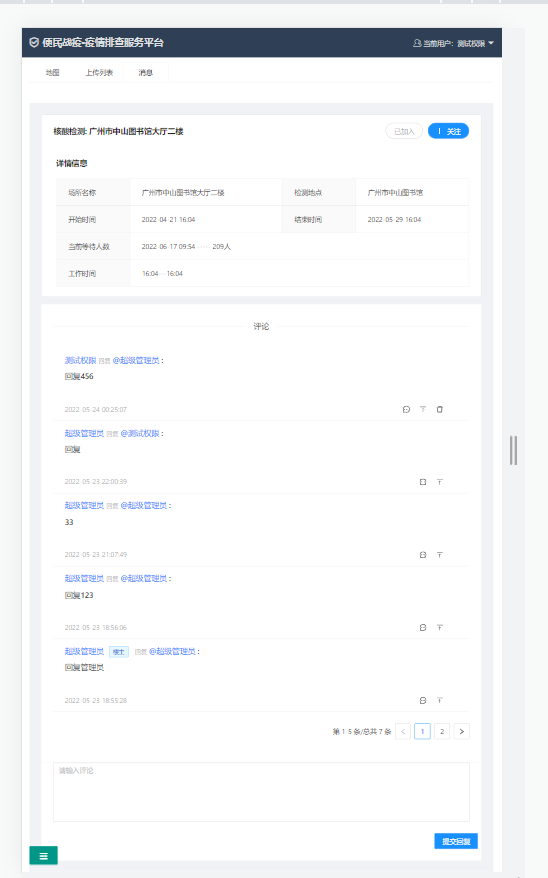 便民战疫-疫情排查服务平台
当前用户：测试权限
地图 上传列表 消息
核酸检测: 广州市中山图书馆大厅二楼
已加入 关注
详情信息
场所名称 广州市中山图书馆大厅二楼 检测地点 广州市中山图书馆
开始时间 2022-04-21 16:04 结束时间 2022-05-29 16:04
当前等待人数 2022-06-17 09:54 ------ 209人
工作时间 16:04 -- 16:04
评论
测试权限 回复 @超级管理员 :
回复456
2022-05-24 00:25:07
超级管理员 回复 @测试权限 :
回复
2022-05-23 22:00:39
超级管理员 回复 @超级管理员 :
33
2022-05-23 21:07:49
超级管理员 回复 @超级管理员 :
回复123
2022-05-23 18:56:06
超级管理员 楼主 回复 @超级管理员 :
回复管理员
2022-05-23 18:55:28
第 1-5 条/总共 7 条 < 1 2 >
请输入评论
提交回复